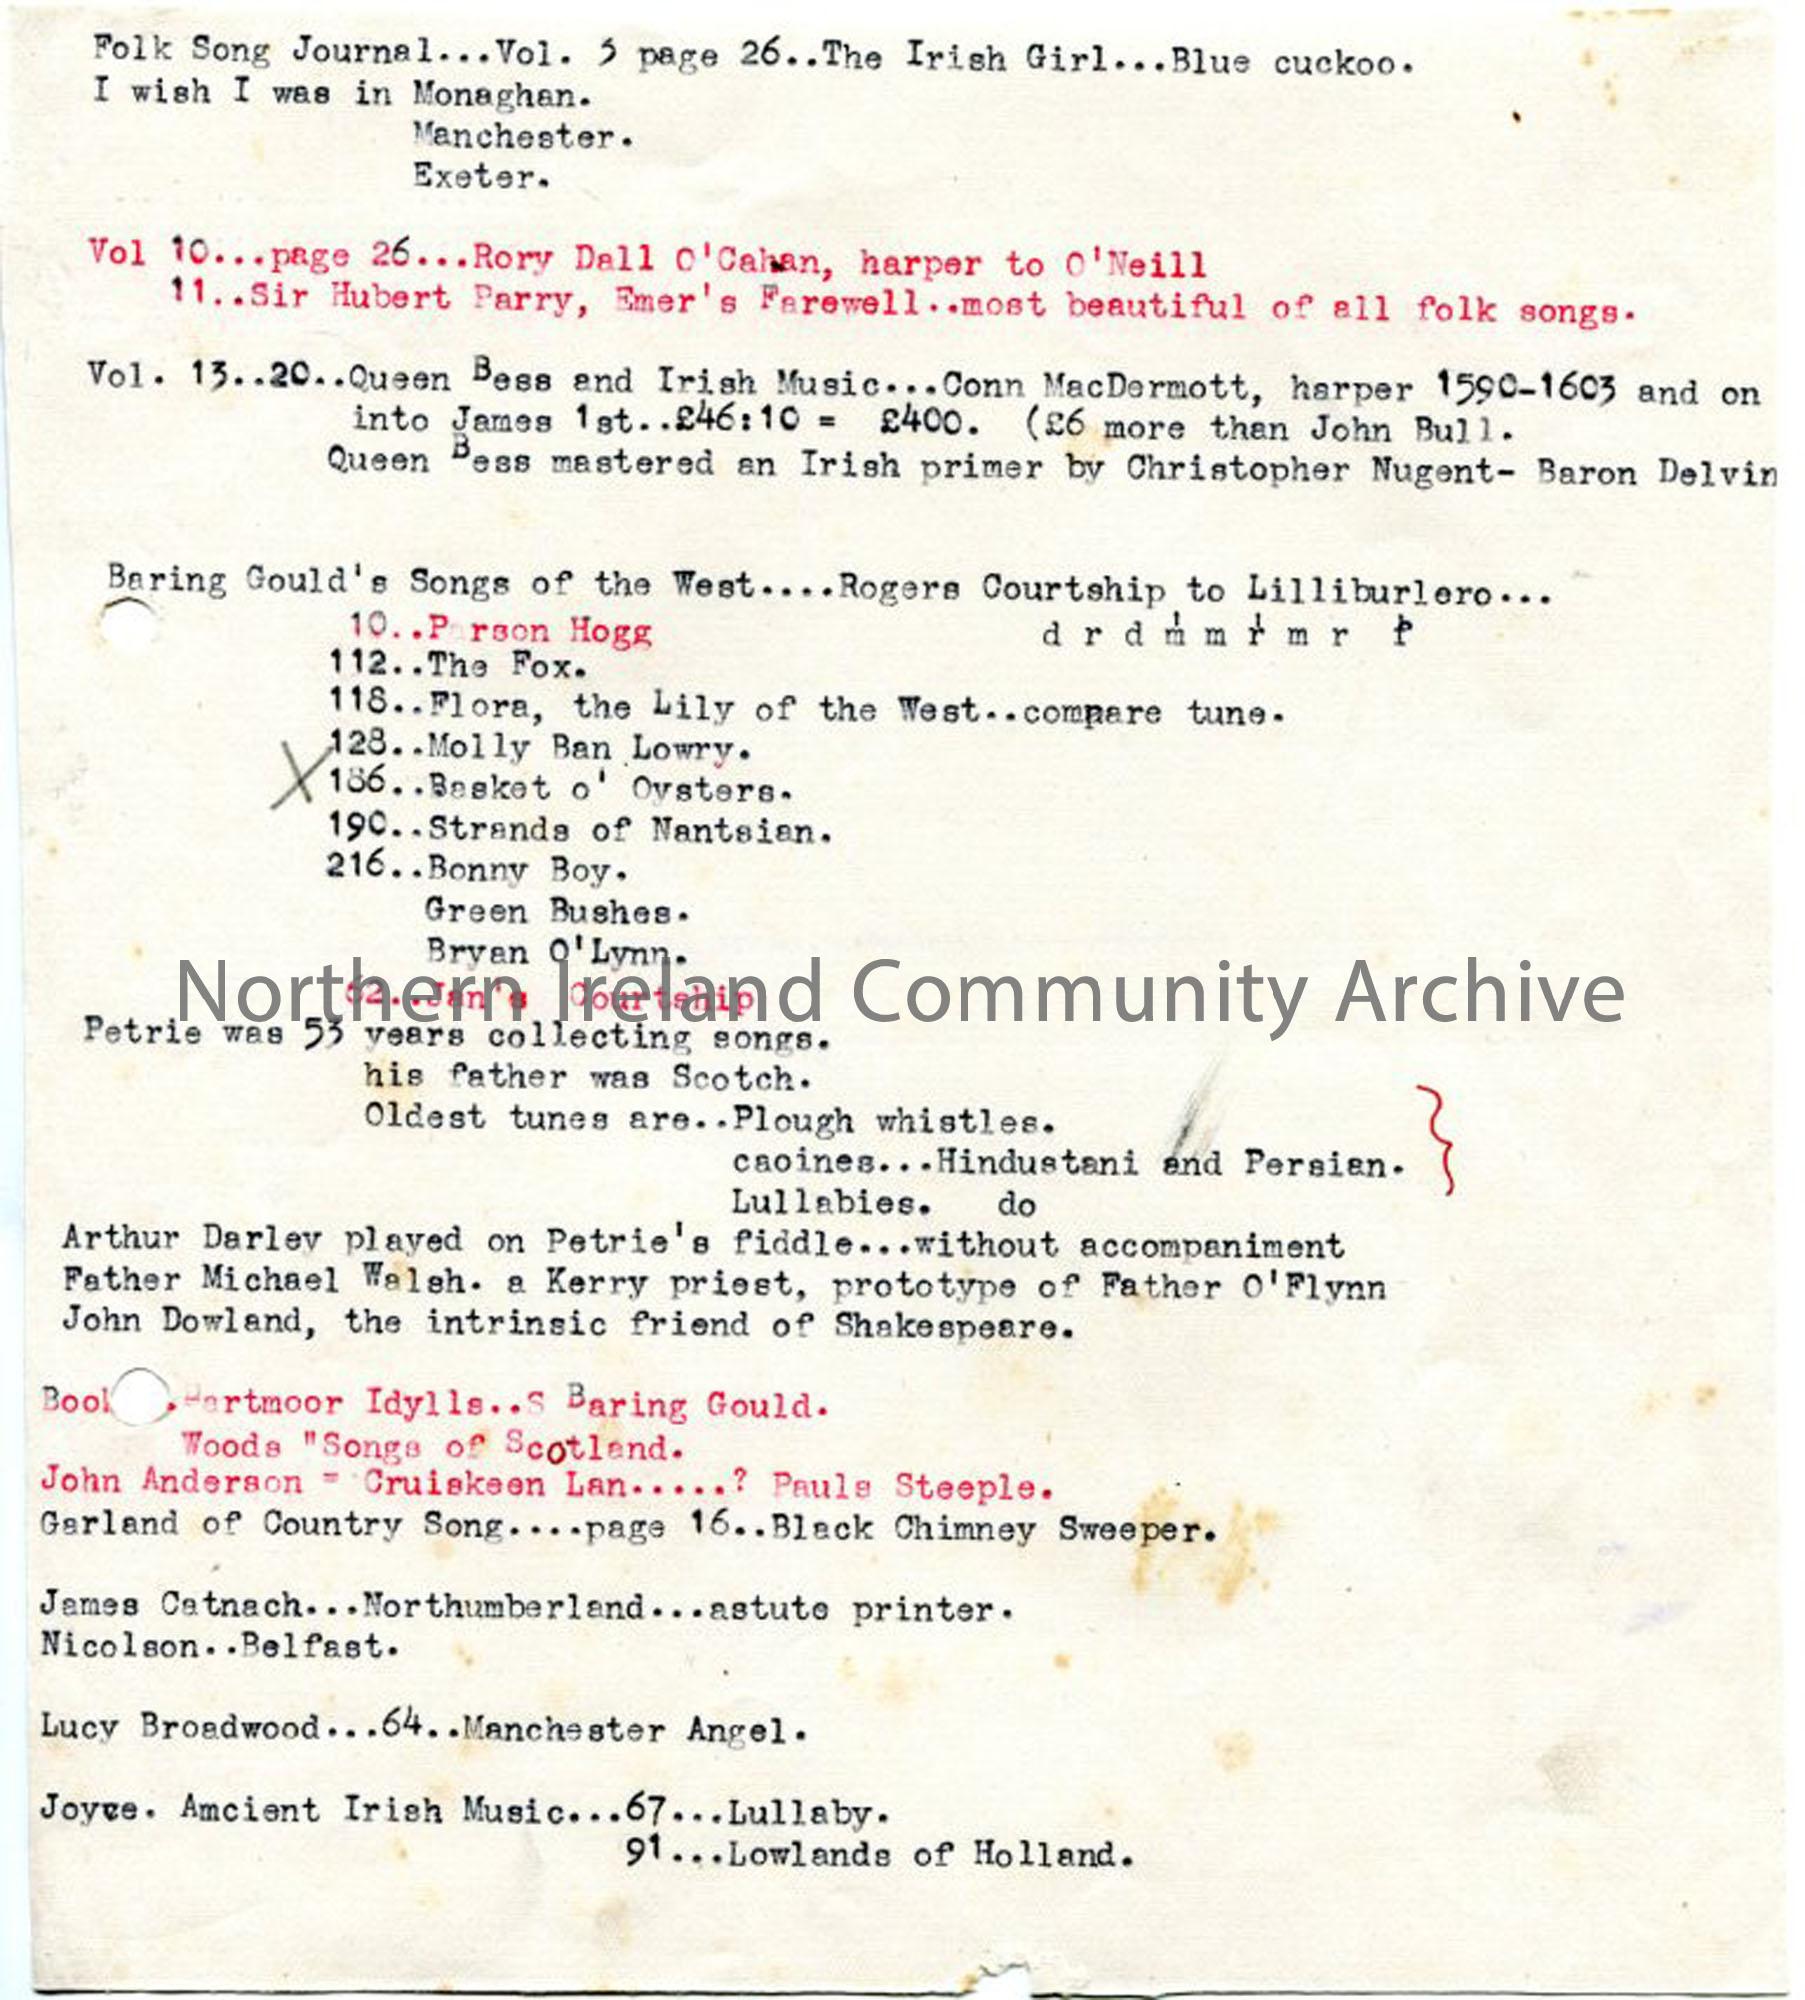 Folk Song Journal...Vol. 3 page 26..The Irish Girl...Blue cuckoo.
I wish I was in Monaghan.
Manchester.
Exeter.
Vol 10...page 26...Rory Dall O'Cahan, harper to O'Neill
11..Sir Hubert Parry, Emer's Farewell..most beautiful of all folk songs.
Vol. 13..20..Queen Bess and Irish Music...Conn MacDermott, harper 1590-1603 and on
into James 1st..£46:10 = £400. (£6 more than John Bull.
Queen Bess mastered an Irish primer by Christopher Nugent- Baron Delvin
Baring Gould's Songs of the West....Rogers Courtship to Lilliburlero...
10..Parson Hogg d r d m m r m r
112..The Fox.
118..Flora, the Lily of the West..compare tune.
128..Molly Ban Lowry.
X 186..Basket o' Oysters.
190..Strands of Nantsian.
216..Bonny Boy.
Green Bushes.
Bryan O'Lynn.
Northern Ireland Community Archive
62..Jan's Courtship
Petrie was 53 years collecting songs.
his father was Scotch.
Oldest tunes are..Plough whistles.
caoines...Hindustani and Persian.
Lullabies. do
Arthur Darley played on Petrie's fiddle...without accompaniment
Father Michael Walsh. a Kerry priest, prototype of Father O'Flynn
John Dowland, the intrinsic friend of Shakespeare.
.Dartmoor Idylls..S Baring Gould.
Woods "Songs of Scotland.
John Anderson = Cruiskeen Lan.....? Pauls Steeple.
Garland of Country Song....page 16..Black Chimney Sweeper.
James Catnach...Northumberland...astute printer.
Nicolson..Belfast.
Lucy Broadwood...64..Manchester Angel.
Joyce. Amcient Irish Music...67...Lullaby.
91...Lowlands of Holland.